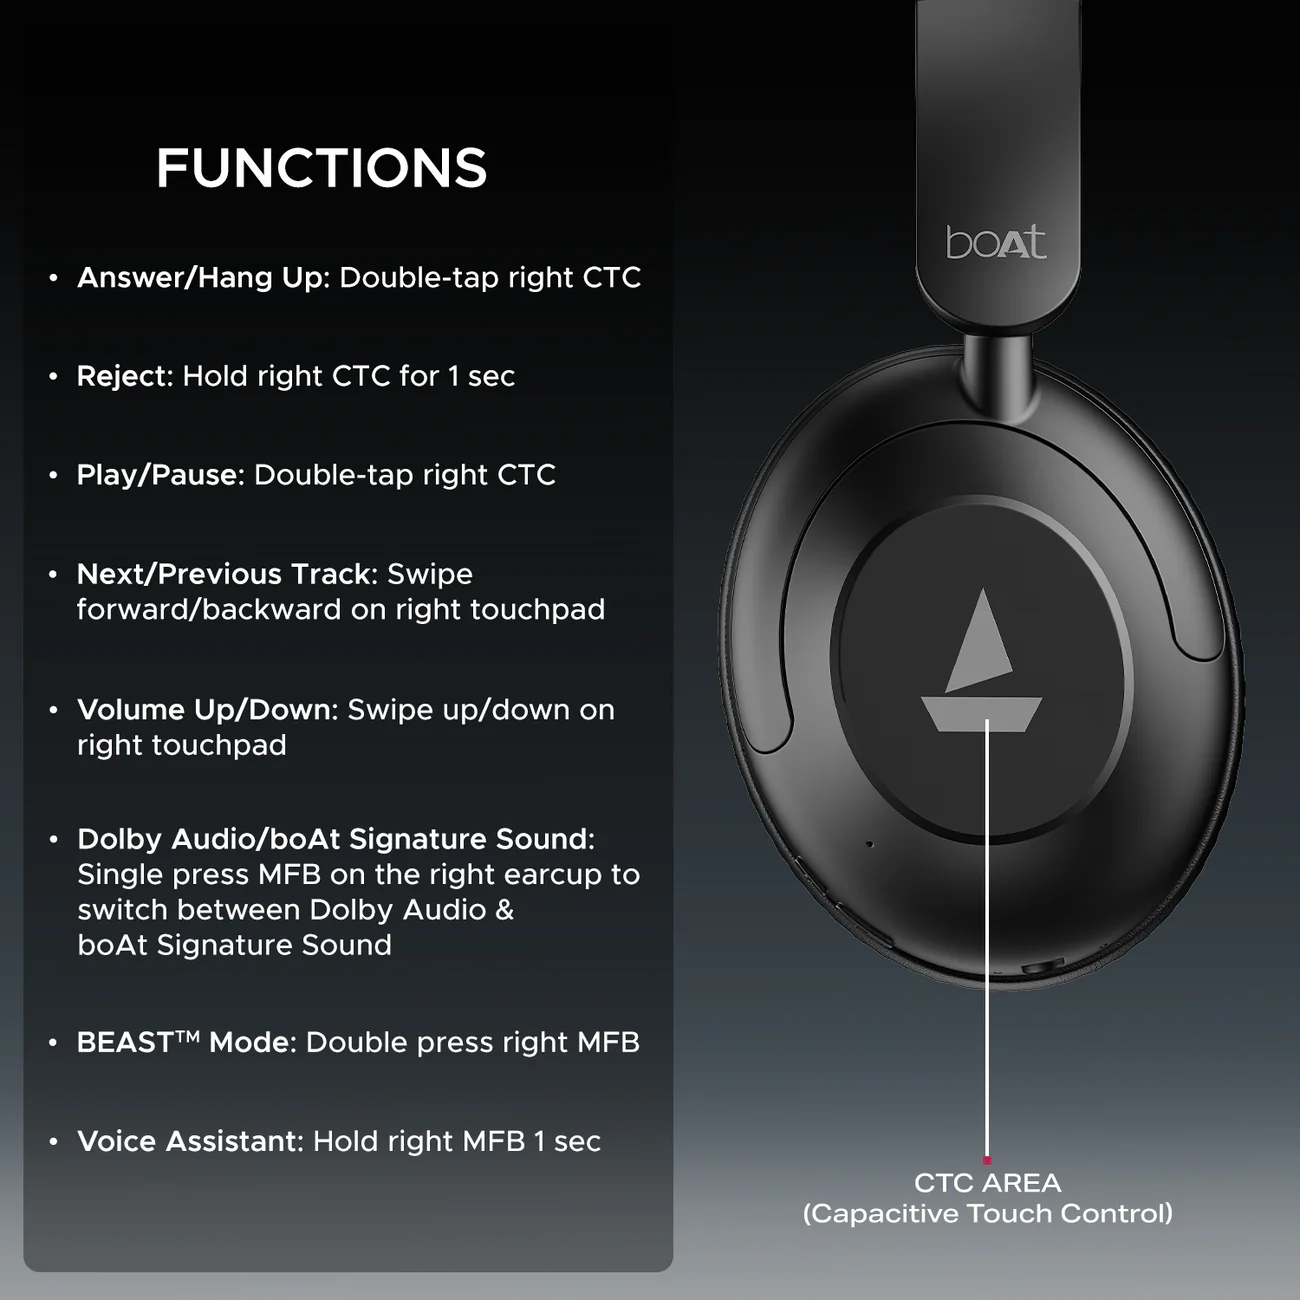 FUNCTIONS
• Answer/Hang Up: Double-tap right CTC
• Reject: Hold right CTC for 1 sec
• Play/Pause: Double-tap right CTC
• Next/Previous Track: Swipe
forward/backward on right touchpad
• Volume Up/Down: Swipe up/down on
right touchpad
• Dolby Audio/boAt Signature Sound:
Single press MFB on the right earcup to
switch between Dolby Audio &
boAt Signature Sound
• BEAST™ Mode: Double press right MFB
• Voice Assistant: Hold right MFB 1 sec
boAt
CTC AREA
(Capacitive Touch Control)